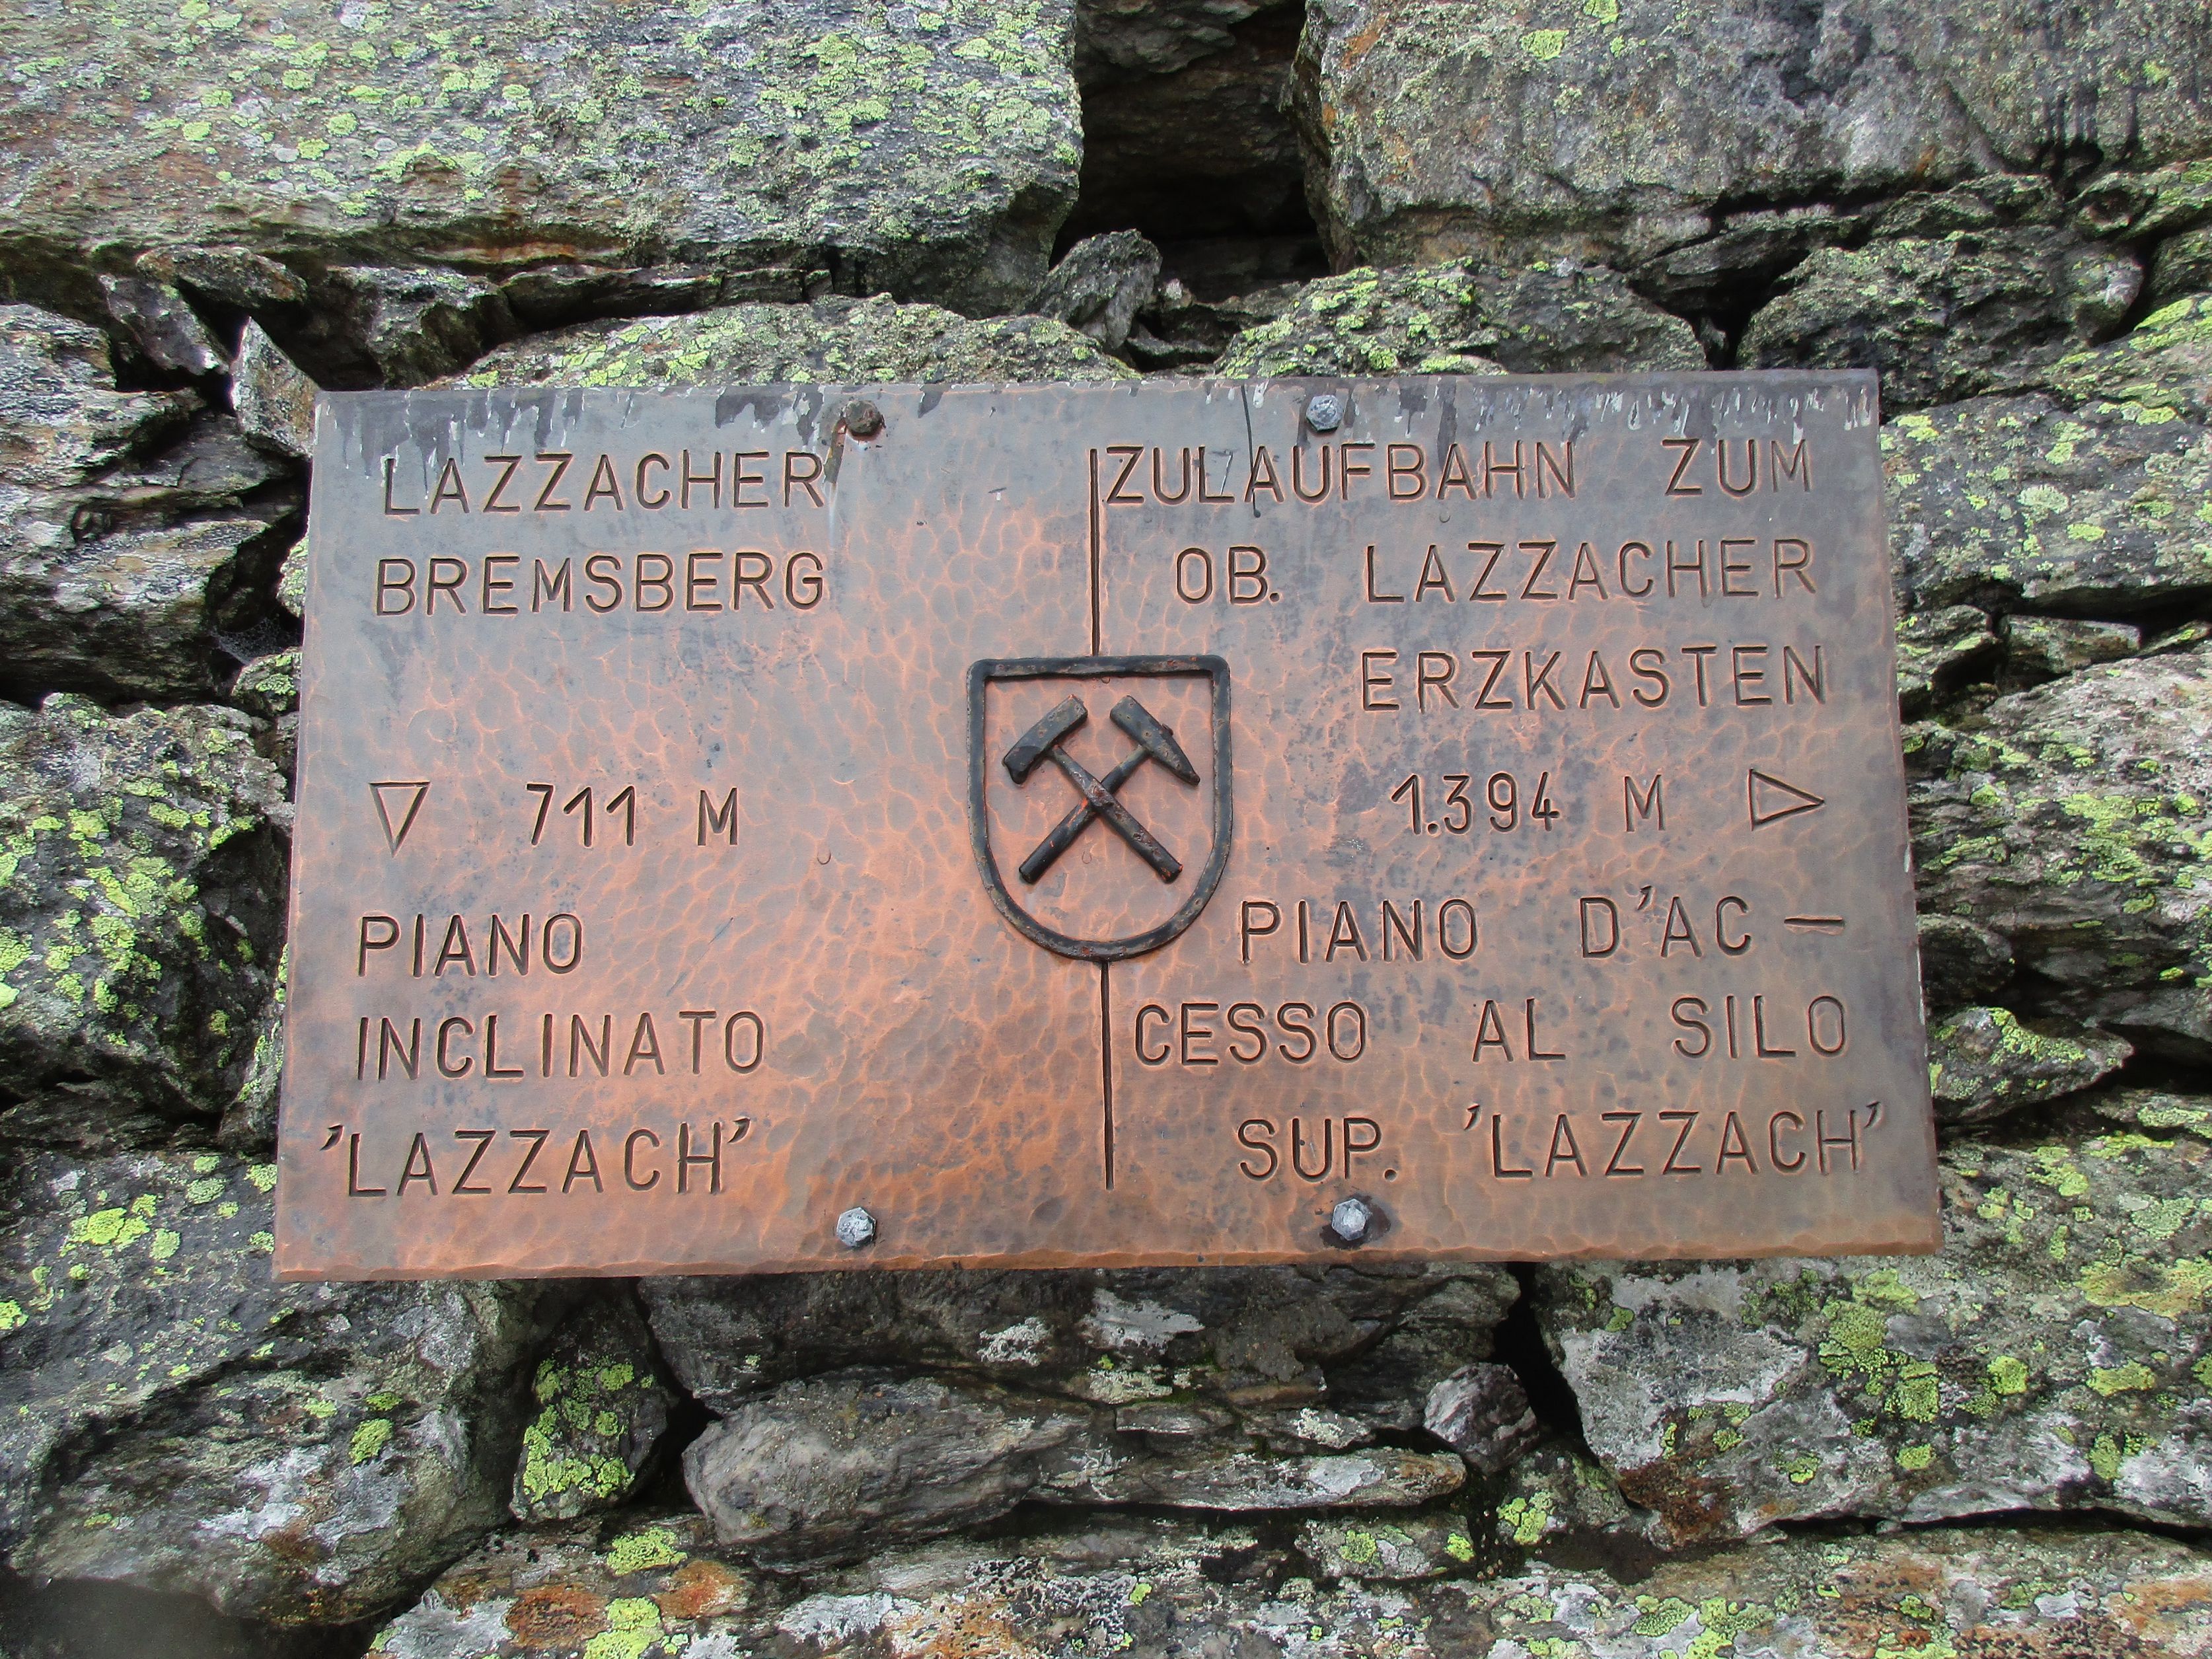 LAZZACHER
BREMSBERG
▽ 711 M
PIANO
INCLINATO
'LAZZACH'
ZULAUFBAHN ZUM
OB. LAZZACHER
ERZKASTEN
1.394 M ▷
PIANO D'AC-
CESSO AL SILO
SUP. 'LAZZACH'